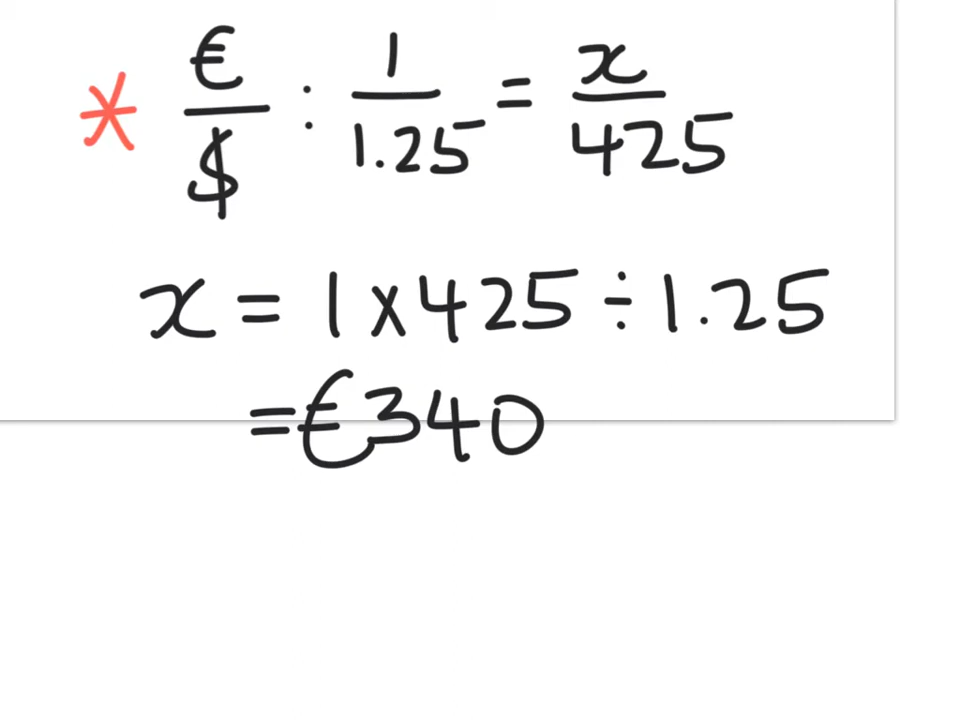 * €/$ : 1/1.25 = x/425
x = 1 x 425 ÷ 1.25
= €340